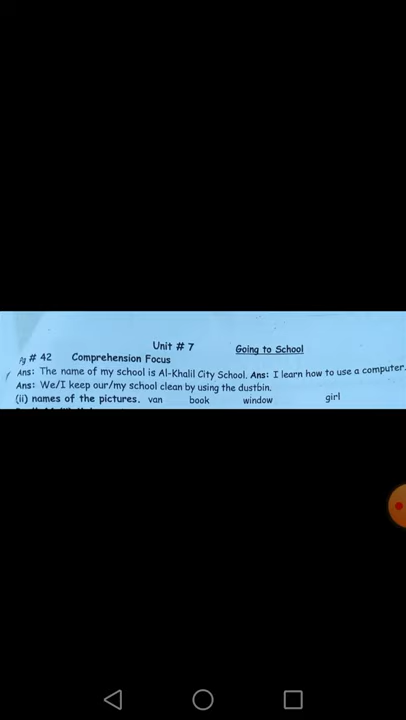 Unit # 7 Going to School
Pg # 42 Comprehension Focus
Ans: The name of my school is Al-Khalil City School. Ans: I learn how to use a computer.
Ans: We/I keep our/my school clean by using the dustbin.
(ii) names of the pictures. van book window girl